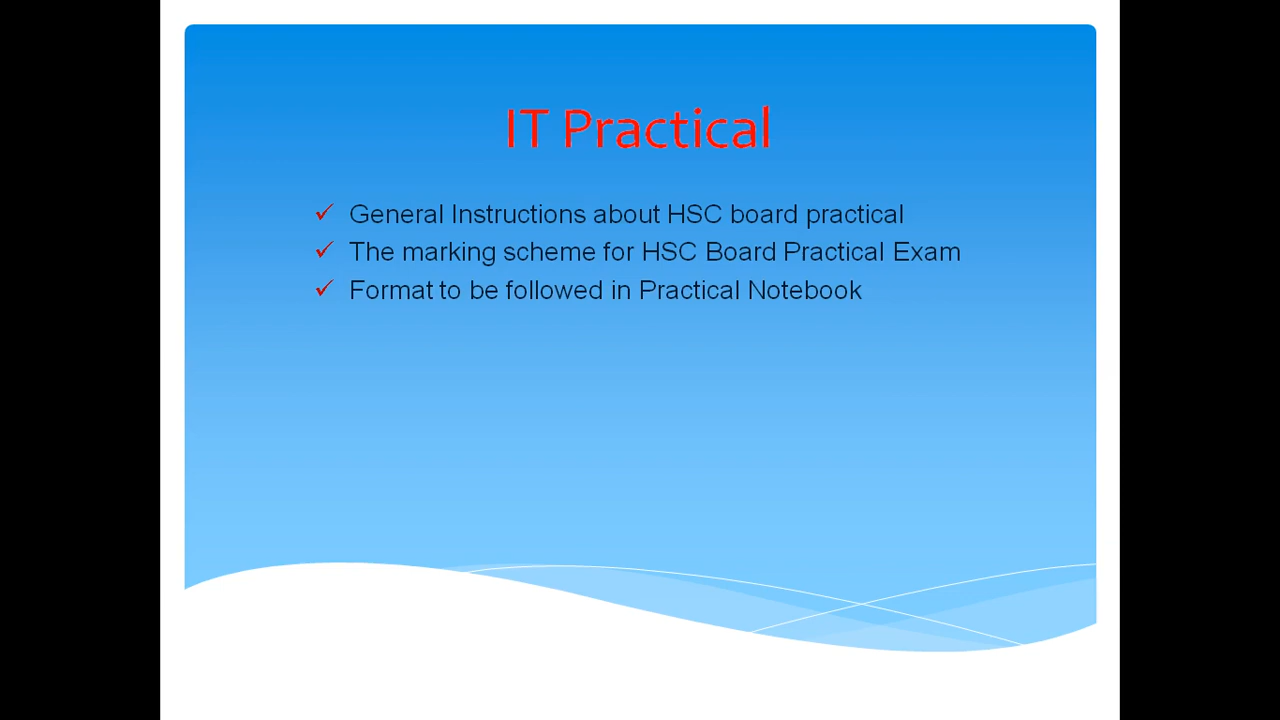 IT Practical
✓ General Instructions about HSC board practical
✓ The marking scheme for HSC Board Practical Exam
✓ Format to be followed in Practical Notebook